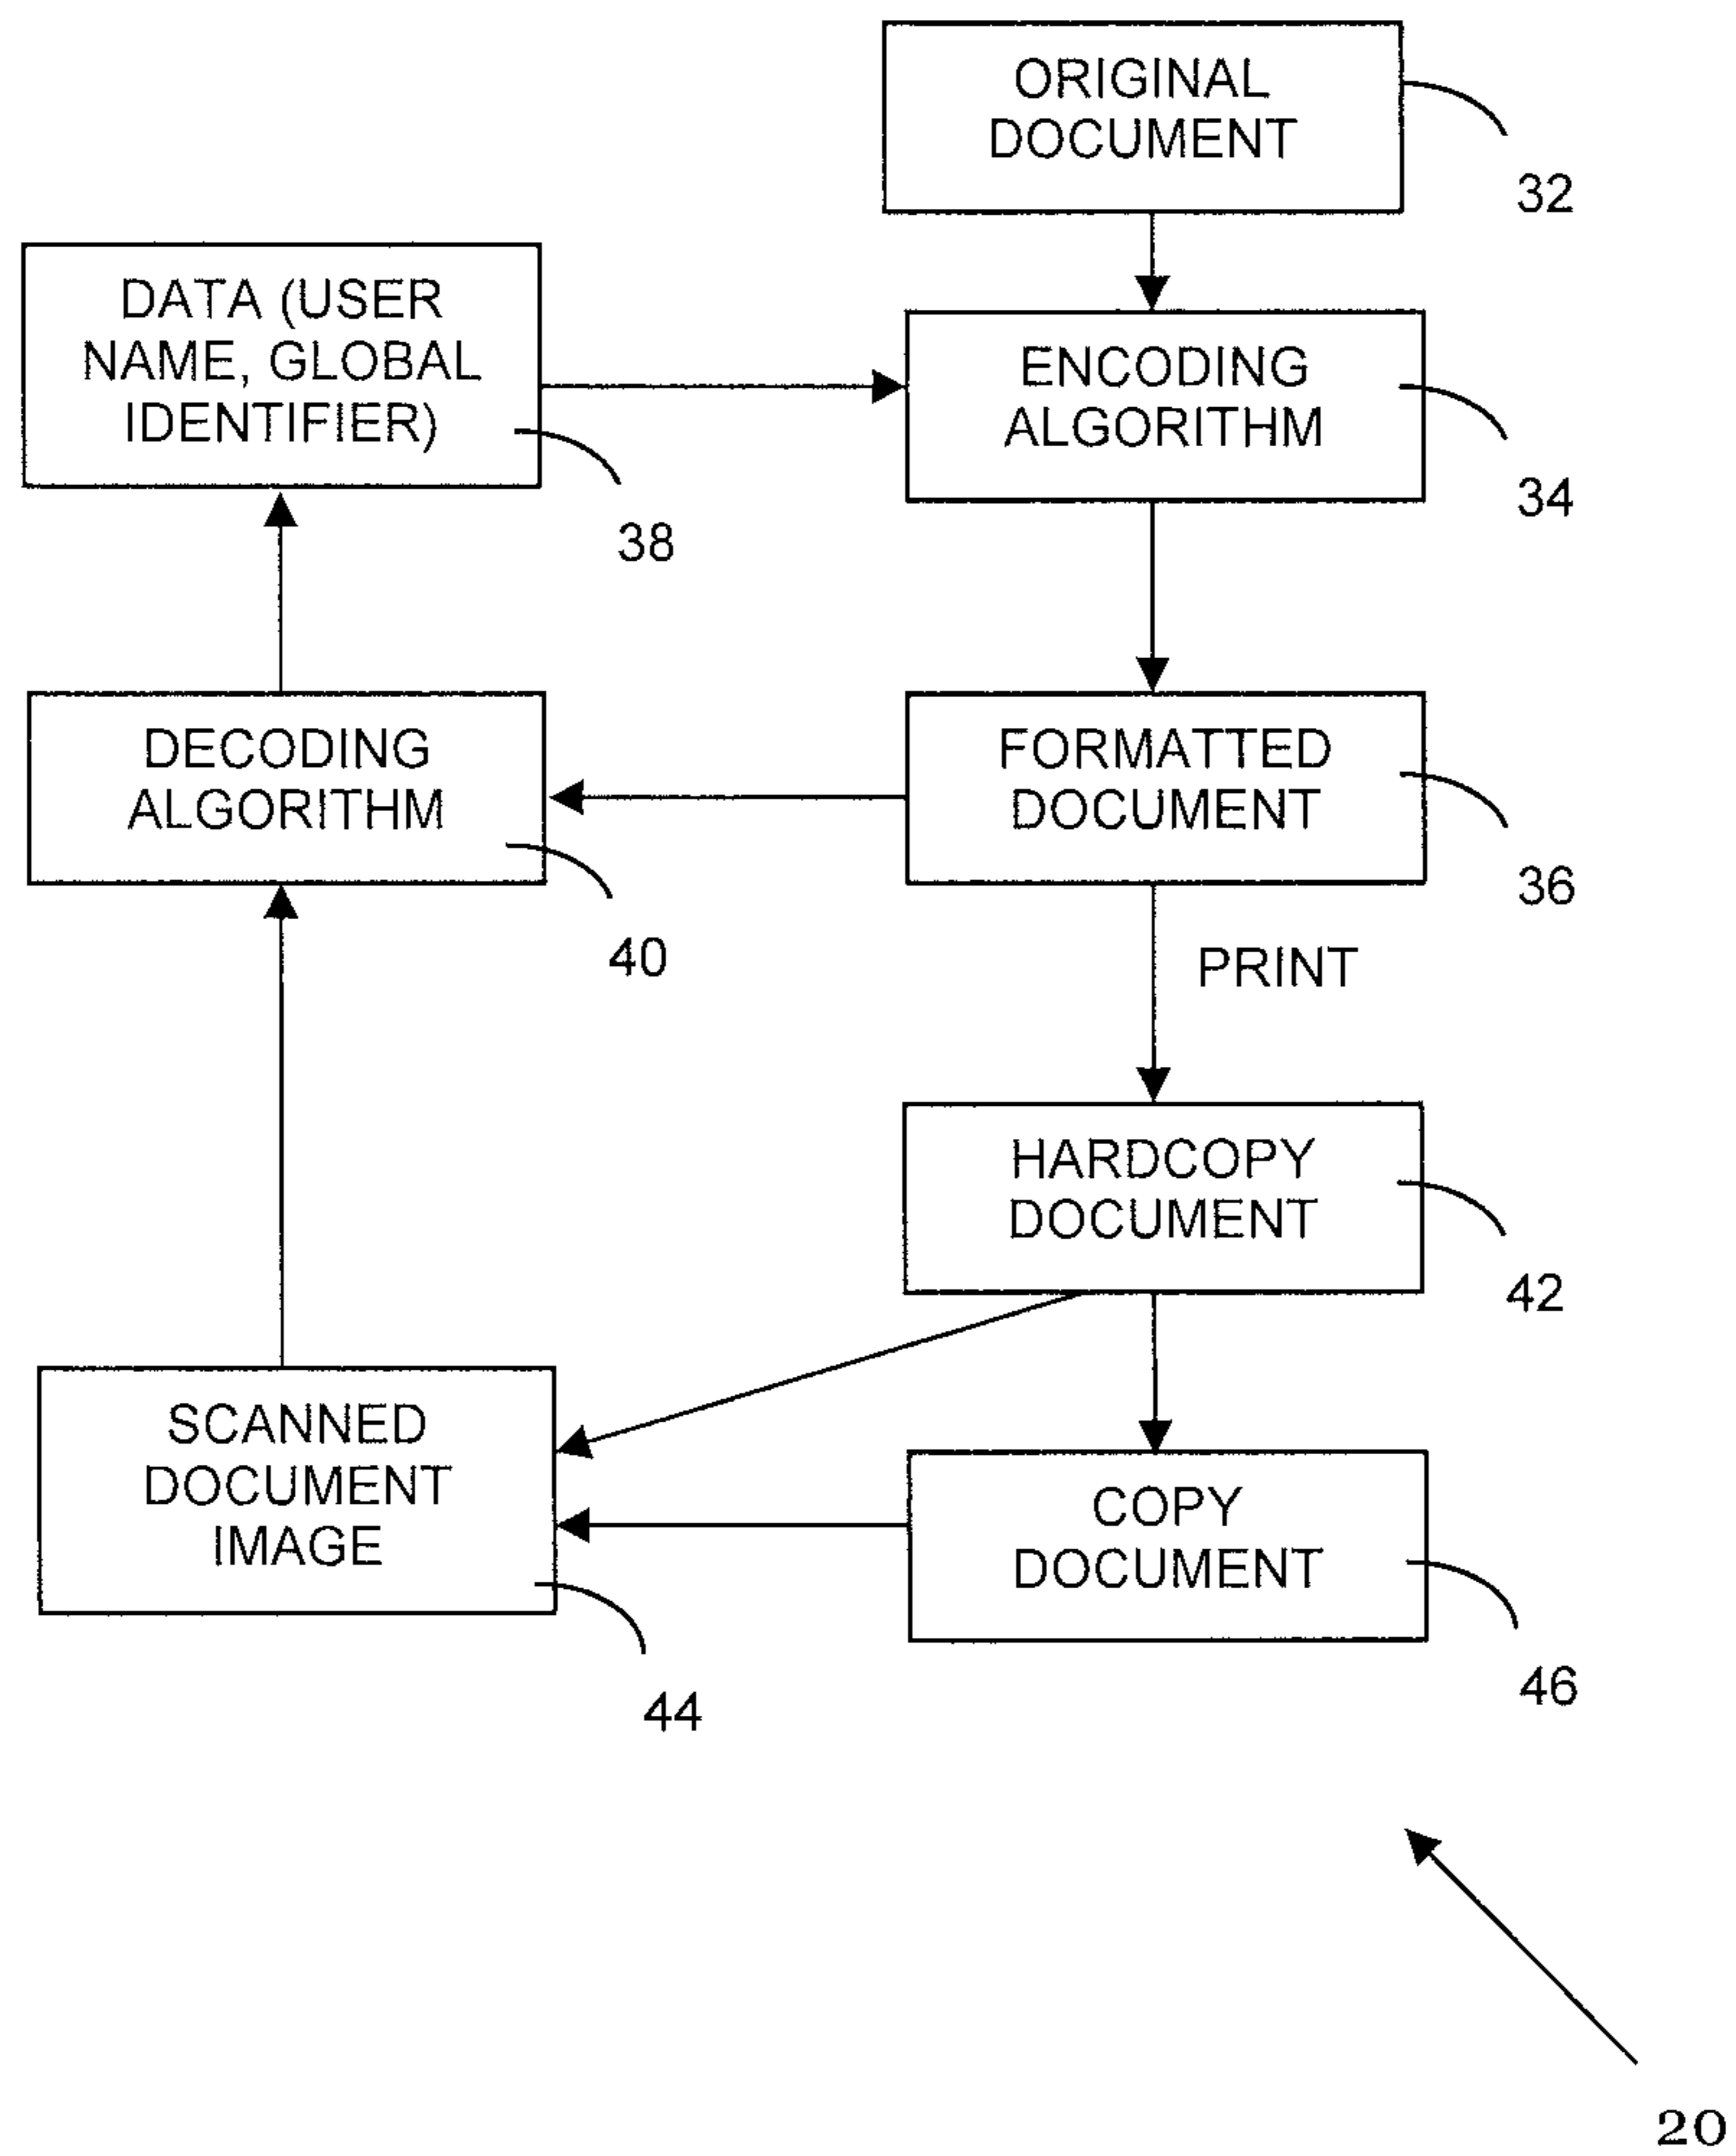 ORIGINAL
DOCUMENT
32
DATA (USER
NAME, GLOBAL
IDENTIFIER)
38
ENCODING
ALGORITHM
34
DECODING
ALGORITHM
40
FORMATTED
DOCUMENT
36
PRINT
HARDCOPY
DOCUMENT
42
SCANNED
DOCUMENT
IMAGE
44
COPY
DOCUMENT
46
20